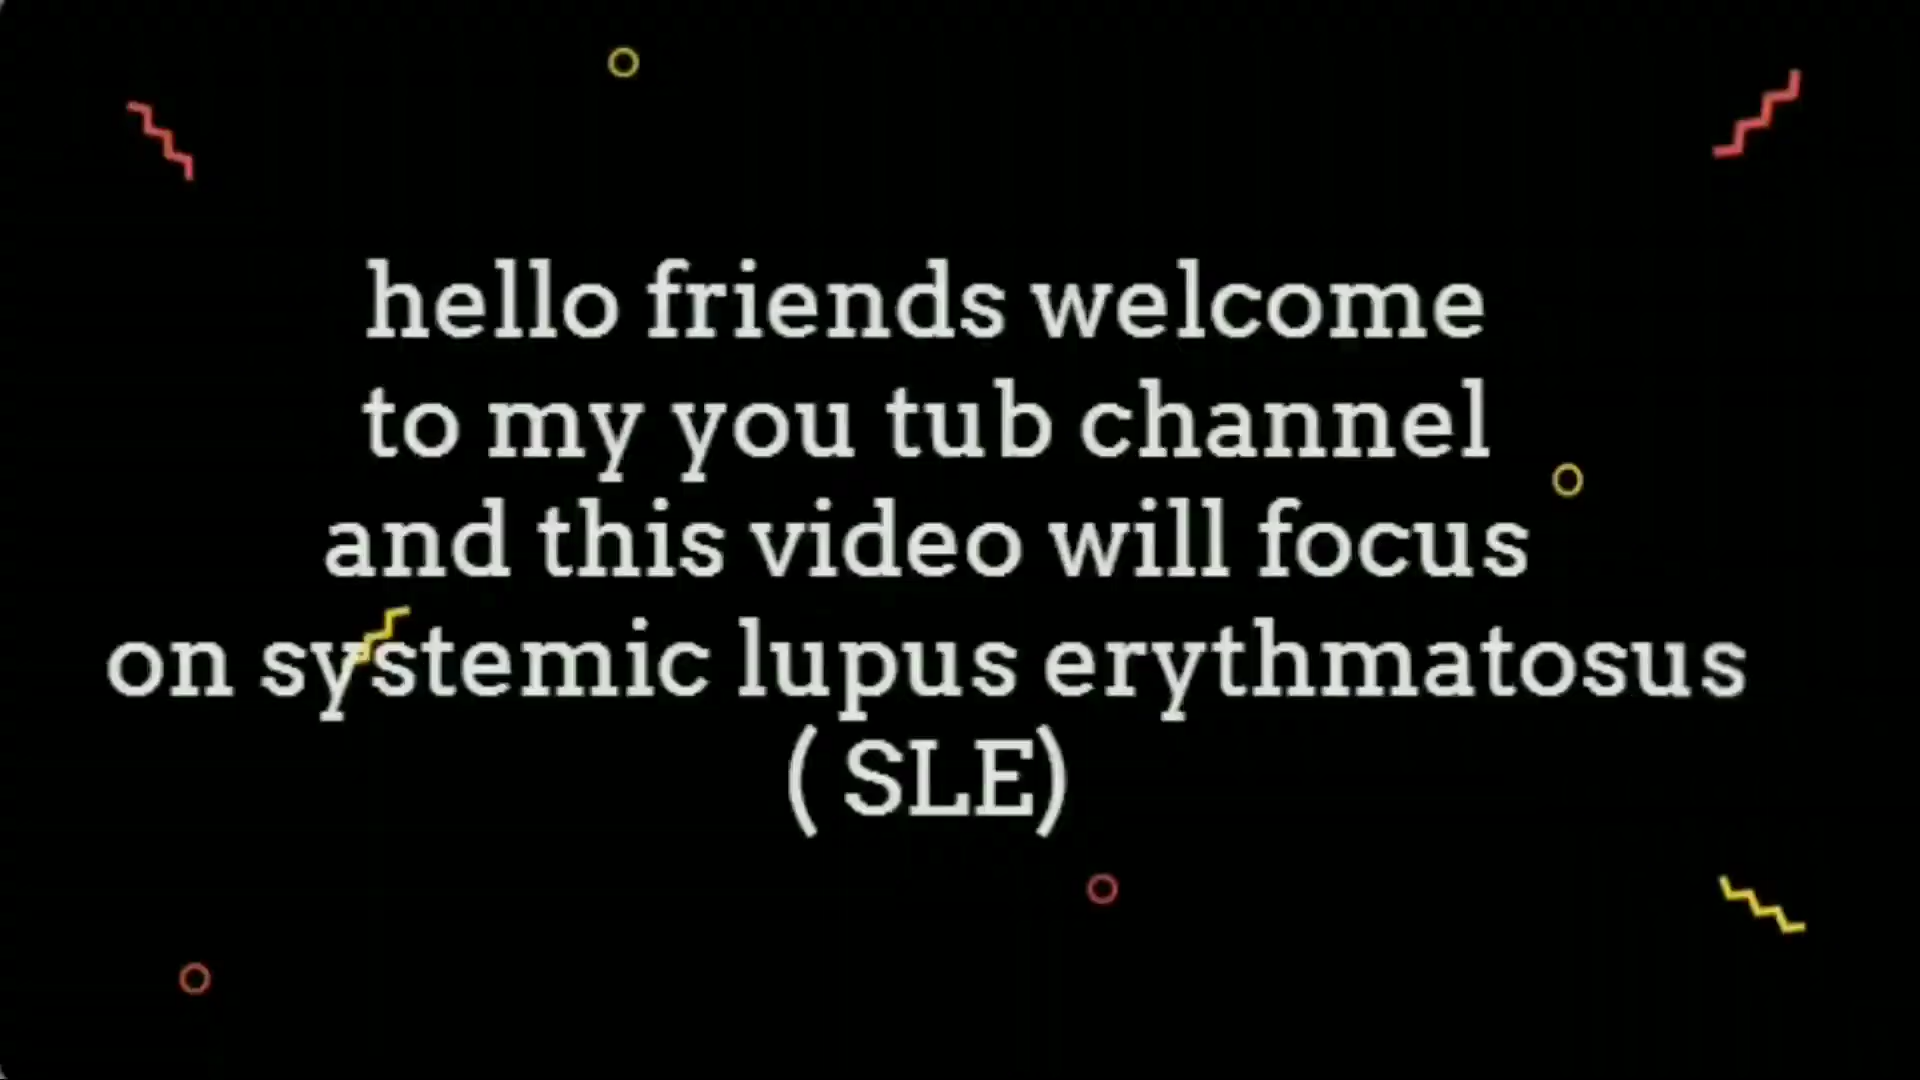 hello friends welcome
to my you tub channel
and this video will focus
on systemic lupus erythmatosus
( SLE)